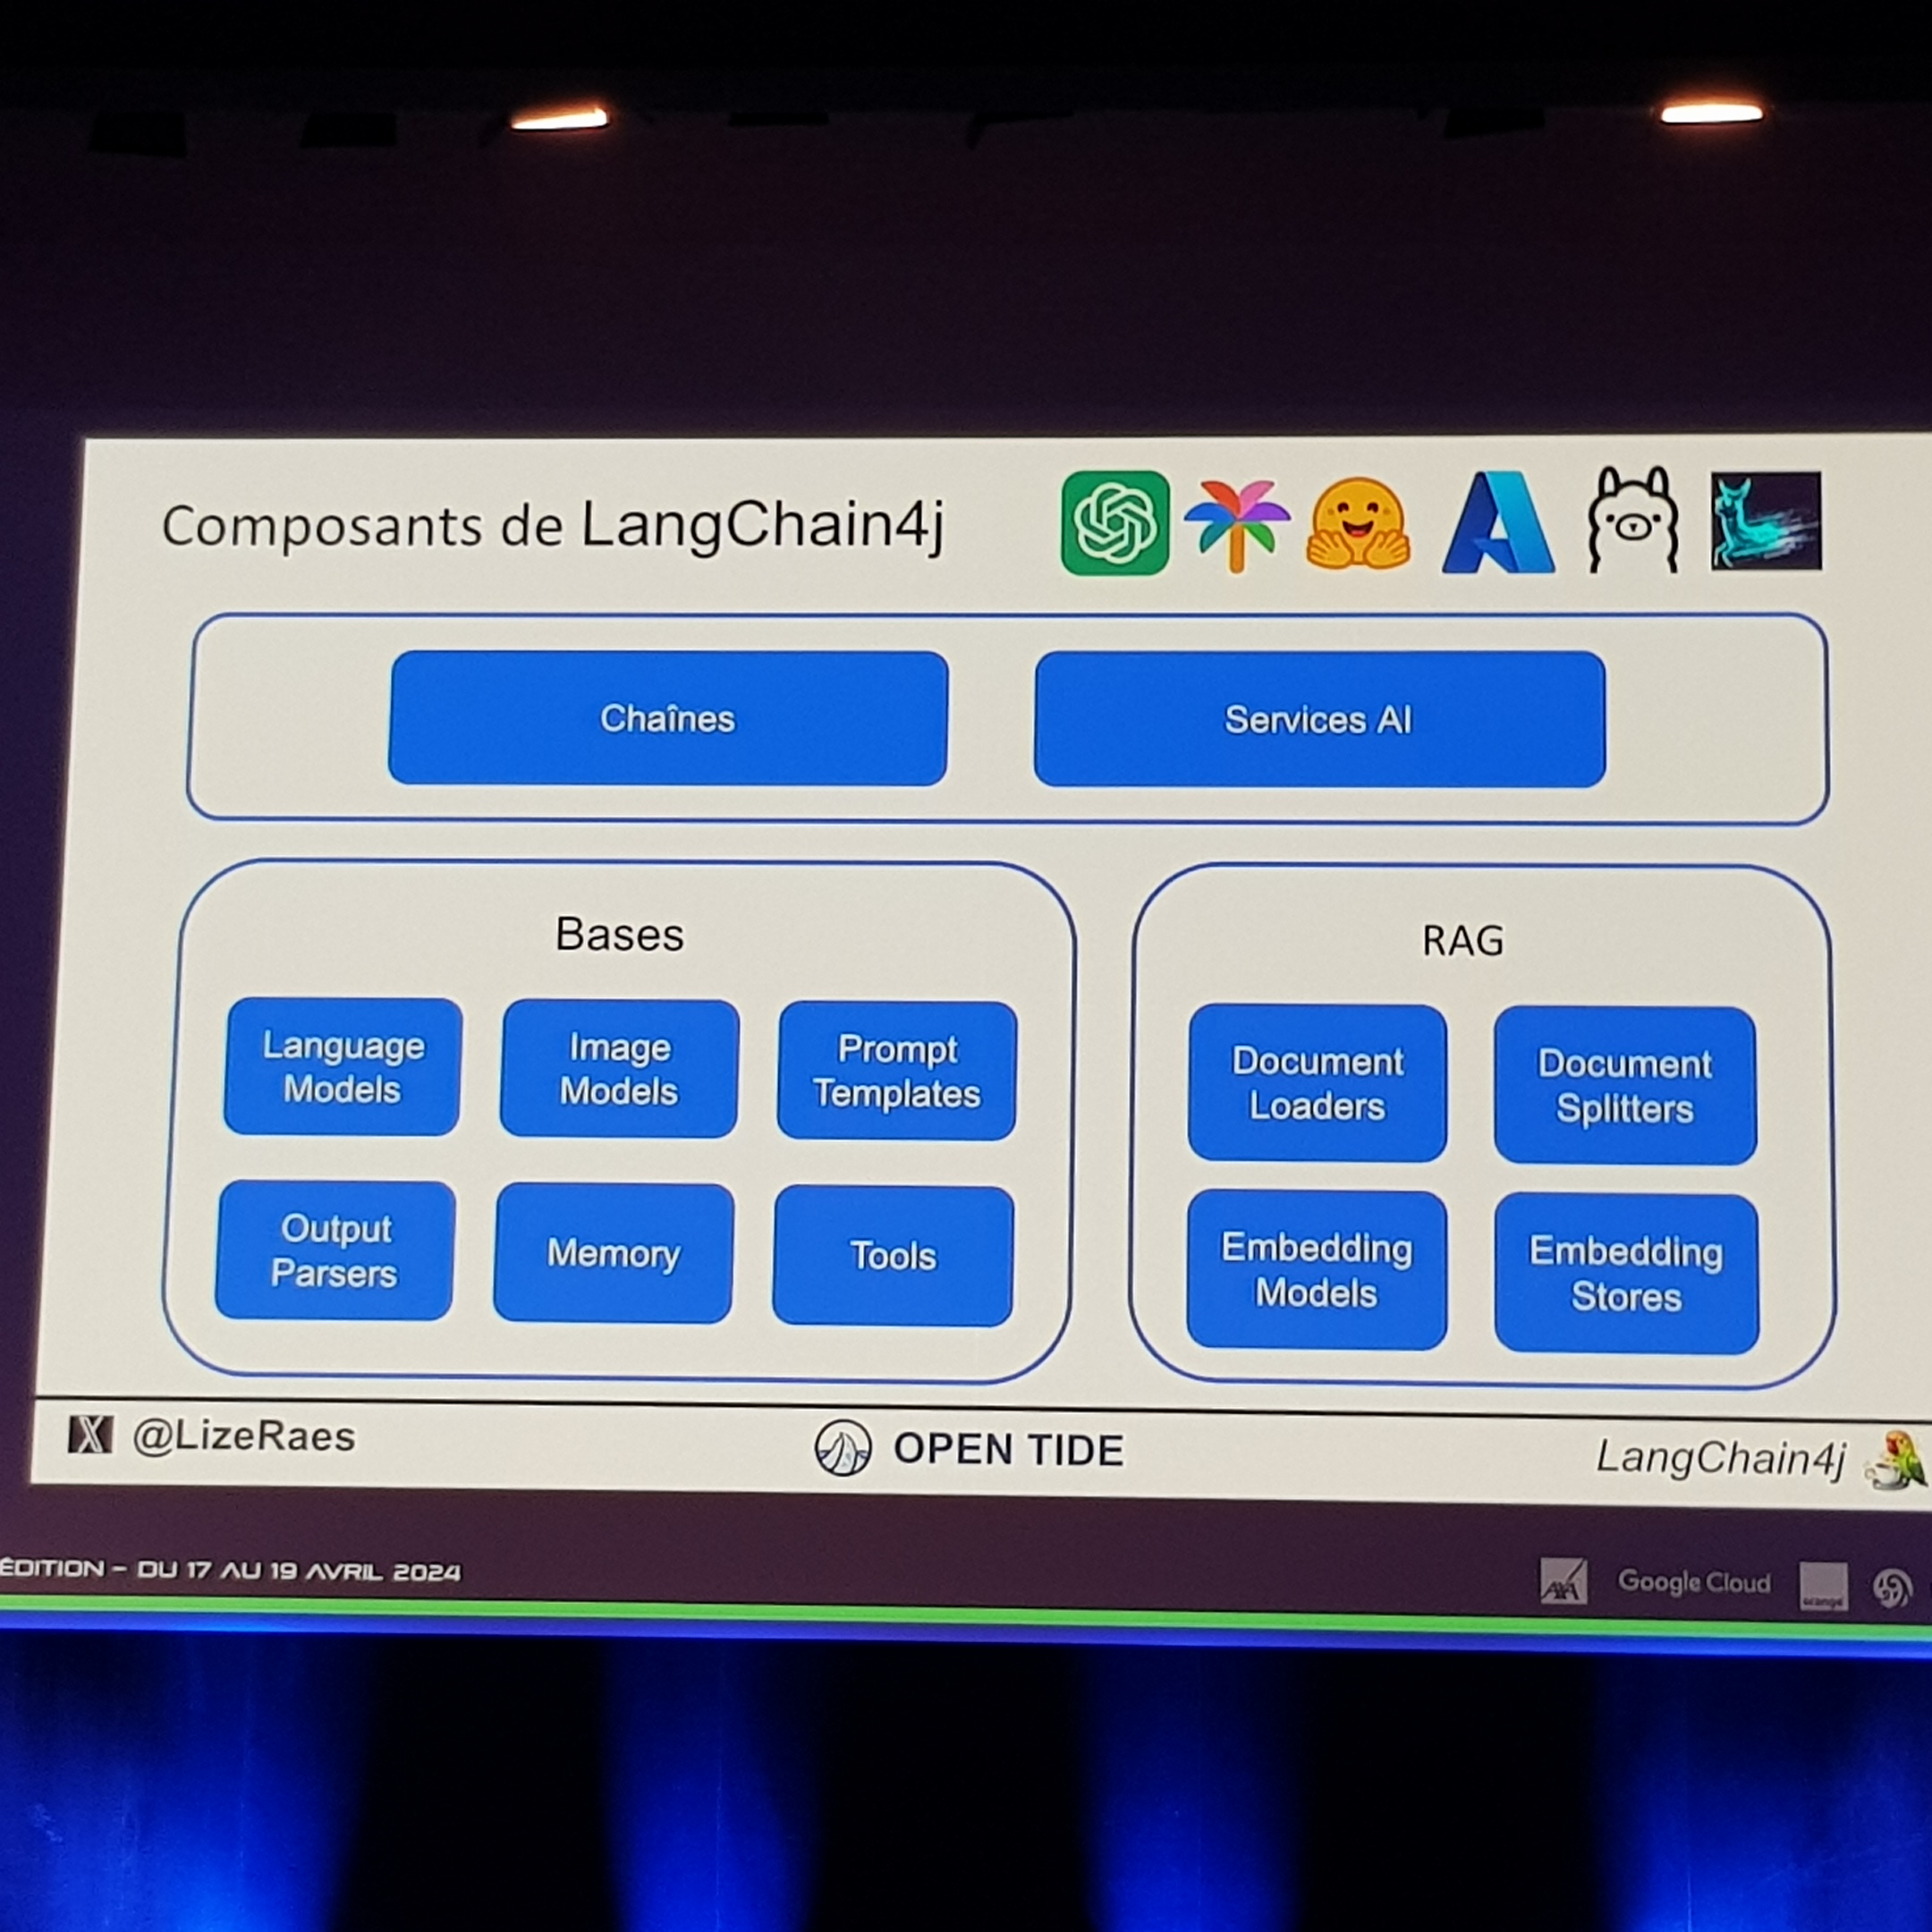 Composants de LangChain4j
Chaînes
Services AI
Bases
Language
Models
Image
Models
Prompt
Templates
Output
Parsers
Memory
Tools
RAG
Document
Loaders
Document
Splitters
Embedding
Models
Embedding
Stores
X @LizeRaes
OPEN TIDE
LangChain4j
ÉDITION – DU 17 AU 19 AVRIL 2024
AXA
Google Cloud
orange